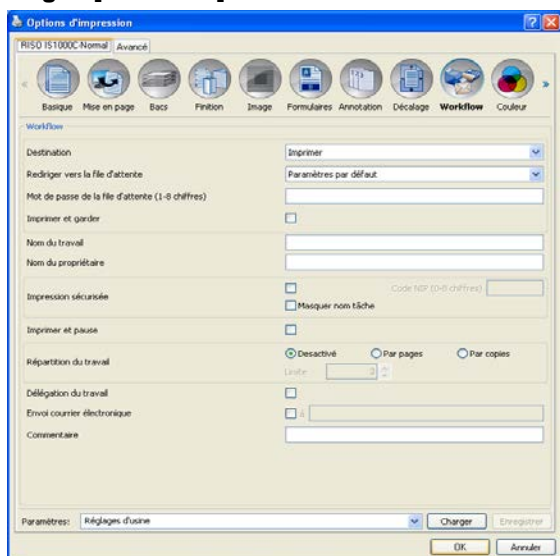 Options d'impression
RISO IS1000C-Normal Avancé
« Basique Mise en page Bacs Finition Image Formulaires Annotation Décalage Workflow Couleur »
Workflow
Destination Imprimer
Rediriger vers la file d'attente Paramètres par défaut
Mot de passe de la file d'attente (1-8 chiffres)
Imprimer et garder
Nom du travail
Nom du propriétaire
Impression sécurisée Code NIP (0-8 chiffres)
Masquer nom tâche
Imprimer et pause
Répartition du travail Desactivé Par pages Par copies
Limite 2
Délégation du travail
Envoi courrier électronique à
Commentaire
Paramètres: Réglages d'usine Charger Enregistrer
OK Annuler